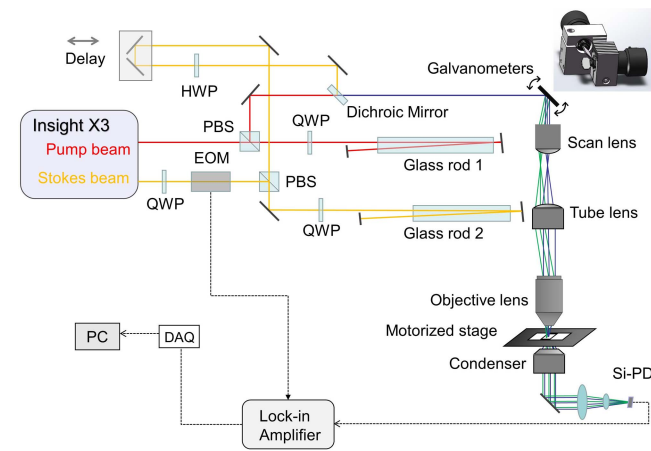 Delay
HWP
Galvanometers
Dichroic Mirror
Insight X3
Pump beam
Stokes beam
PBS
QWP
Glass rod 1
Scan lens
EOM
PBS
QWP
QWP
Glass rod 2
Tube lens
Objective lens
Motorized stage
Condenser
Si-PD
PC
DAQ
Lock-in
Amplifier